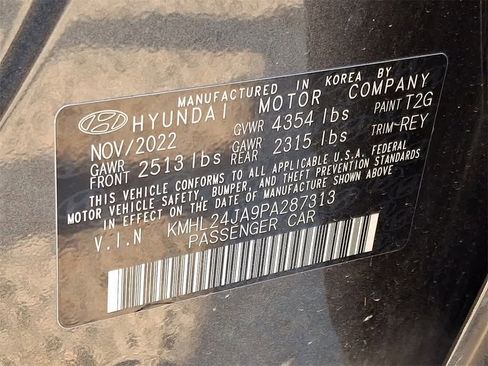 MANUFACTURED IN KOREA BY
HYUNDAI MOTOR COMPANY
NOV/2022 GVWR 4354 lbs PAINT T2G
GAWR FRONT 2513 lbs GAWR REAR 2315 lbs TRIM-REY
THIS VEHICLE CONFORMS TO ALL APPLICABLE U.S.A. FEDERAL
MOTOR VEHICLE SAFETY, BUMPER, AND THEFT PREVENTION STANDARDS
IN EFFECT ON THE DATE OF MANUFACTURE SHOWN ABOVE.
V.I.N KMHL24JA9PA287313
PASSENGER CAR